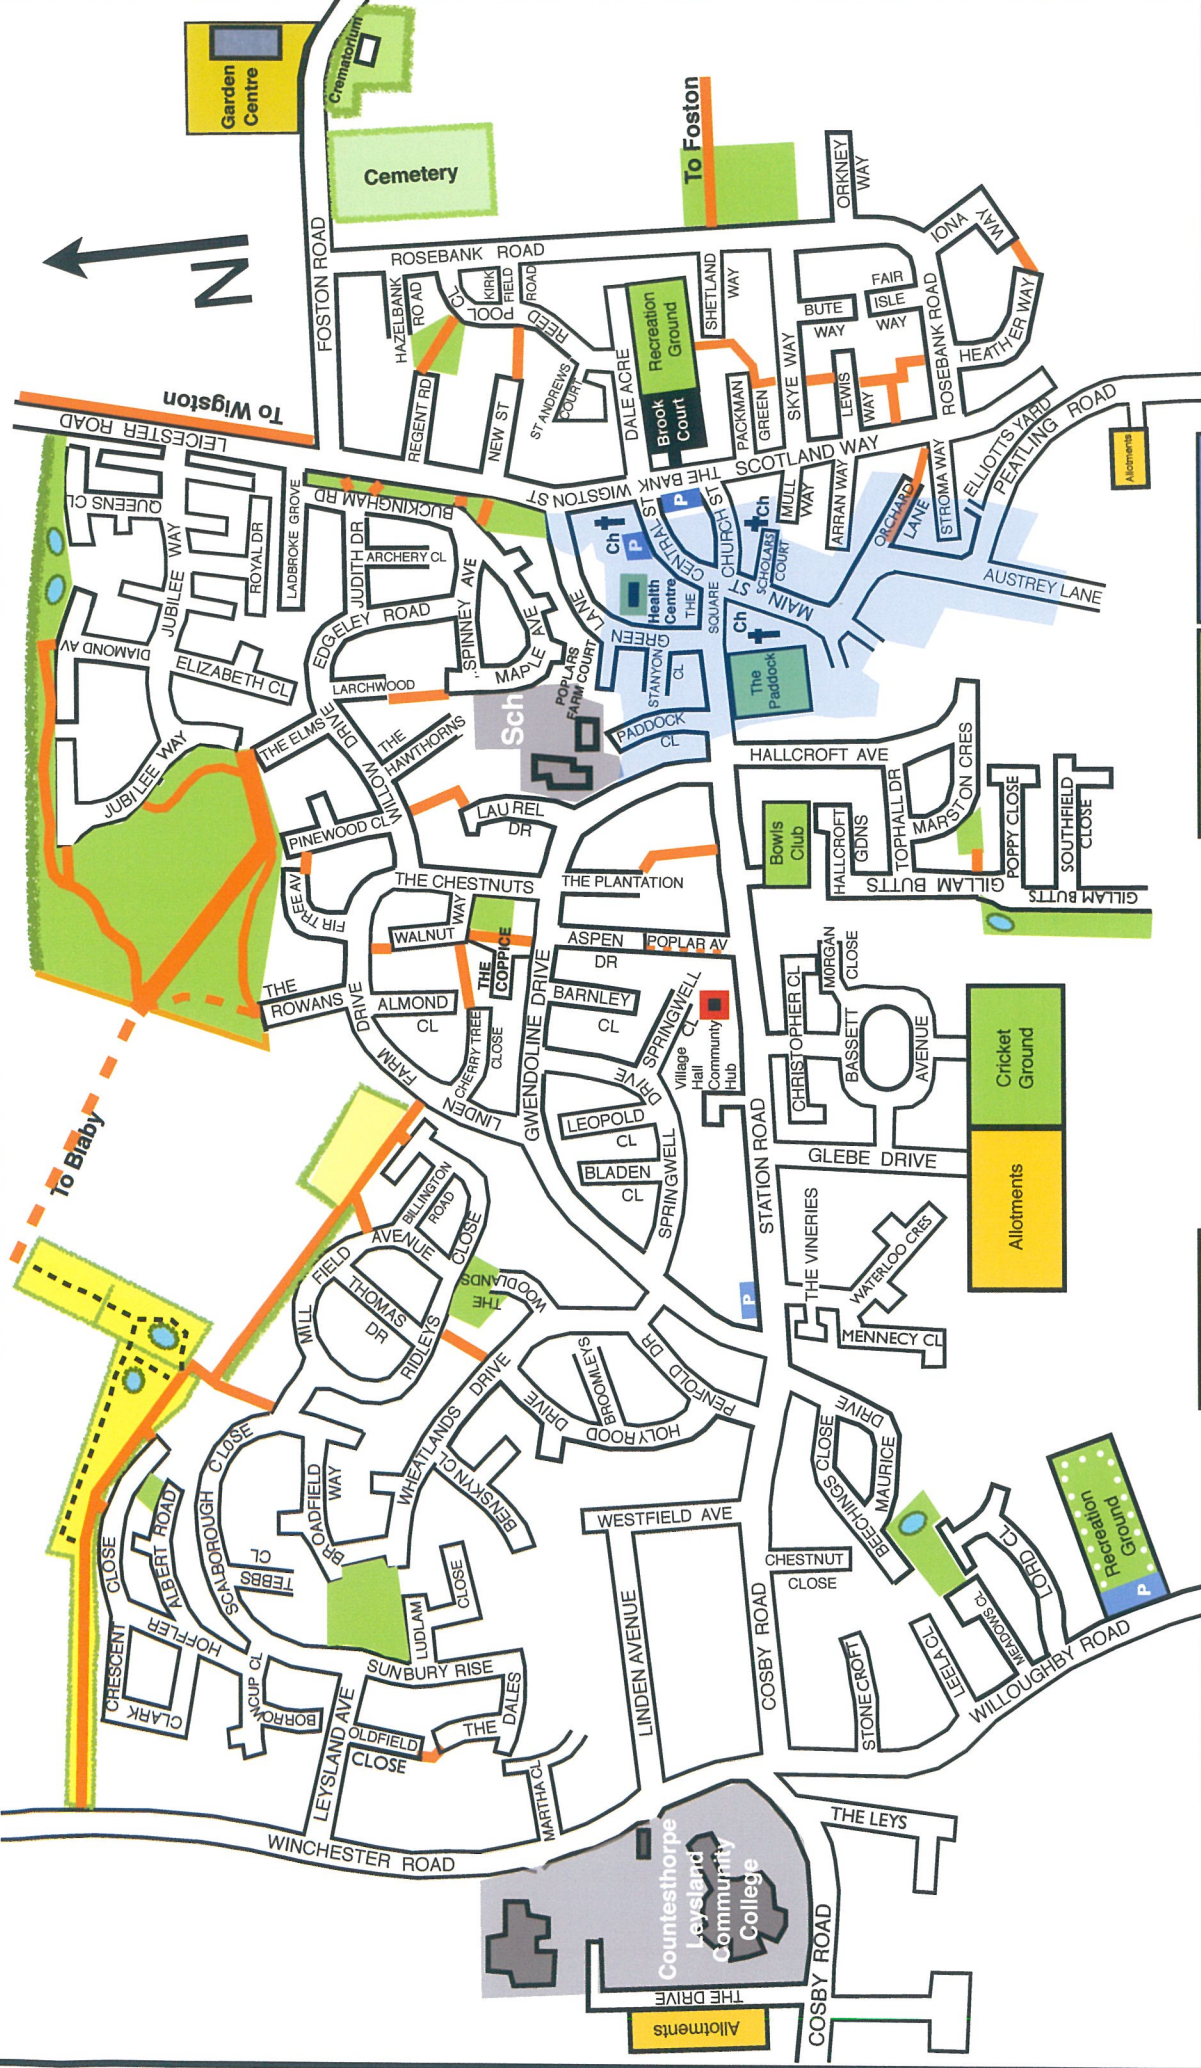 Garden
Centre
Crematorium
Cemetery
To Foston
ORKNEY
WAY
N
FOSTON ROAD
ROSEBANK ROAD
IONA
WAY
HAZELBANK
ROAD
POOL
CL
KIRK
FIELD
ROAD
REED
Recreation
Ground
SHETLAND
WAY
FAIR
ISLE
WAY
BUTE
WAY
SKYE WAY
ROSEBANK ROAD
HEATHER WAY
To Wigston
LEICESTER ROAD
REGENT RD
NEW ST
ST ANDREWS
COURT
DALE ACRE
Brook
Court
PACKMAN
GREEN
LEWIS
WAY
ELLIOTTS YARD
PEATLING ROAD
Allotments
QUEENS CL
JUBILEE WAY
ROYAL DR
LADBROKE GROVE
BUCKINGHAM RD
WIGSTON ST
THE BANK
SCOTLAND WAY
MULL
WAY
ARRAN WAY
ORCHARD
LANE
STROMA WAY
JUDITH DR
ARCHERY CL
Ch
P
P
CENTRAL ST
CHURCH ST
Ch
SCHOLARS
COURT
AUSTREY LANE
DIAMOND AV
ELIZABETH CL
EDGELEY ROAD
SPINNEY AVE
MAPLE AVE
LANE
GREEN
Health
Centre
THE
SQUARE
MAIN ST
Ch
The
Paddock
STANYON
CL
POPLARS
FARM COURT
PADDOCK
CL
LARCHWOOD
Sch
JUBILEE WAY
THE ELMS
WILLOW DRIVE
THE
HAWTHORNS
PINEWOOD CL
LAUREL
DR
HALLCROFT AVE
MARSTON CRES
TOPHALL DR
HALLCROFT
GDNS
Bowls
Club
POPPY CLOSE
SOUTHFIELD
CLOSE
GILLAM BUTTS
GILLAM BUTTS
FIR TREE AV
THE CHESTNUTS
THE PLANTATION
WALNUT
WAY
THE
COPPICE
ASPEN
DR
POPLAR AV
MORGAN
CLOSE
THE
ROWANS
ALMOND
CL
CHERRY TREE
CLOSE
BARNLEY
CL
SPRINGWELL
CL
Village
Hall
Community
Hub
CHRISTOPHER CL
BASSETT
AVENUE
Cricket
Ground
LINDEN FARM DRIVE
GWENDOLINE DRIVE
SPRINGWELL DRIVE
LEOPOLD
CL
BLADEN
CL
STATION ROAD
GLEBE DRIVE
Allotments
To Blaby
BILLINGTON
ROAD
MILL FIELD AVENUE
THOMAS
DR
RIDLEYS CLOSE
THE
WOODLANDS
P
THE VINERIES
WATERLOO CRES
MENNECY CL
WHEATLANDS DRIVE
HOLYROOD DRIVE
BROOMLEYS
PENFOLD DR
BENSKYN CL
MAURICE DRIVE
BEECHINGS CLOSE
SCALBOROUGH CLOSE
BROADFIELD
WAY
TEBBS
CL
ALBERT ROAD
CRESCENT CLOSE
HOFFLER
CLARK
WESTFIELD AVE
LINDEN AVENUE
CHESTNUT
CLOSE
COSBY ROAD
LUDLAM
CLOSE
SUNBURY RISE
THE
DALES
OLDFIELD
CLOSE
LEYSLAND AVE
MARTHA CL
WINCHESTER ROAD
STONECROFT
LEELA CL
MEADOWS CL
LORD CL
Recreation
Ground
P
WILLOUGHBY ROAD
THE LEYS
Countesthorpe
Leysland
Community
College
THE DRIVE
Allotments
COSBY ROAD